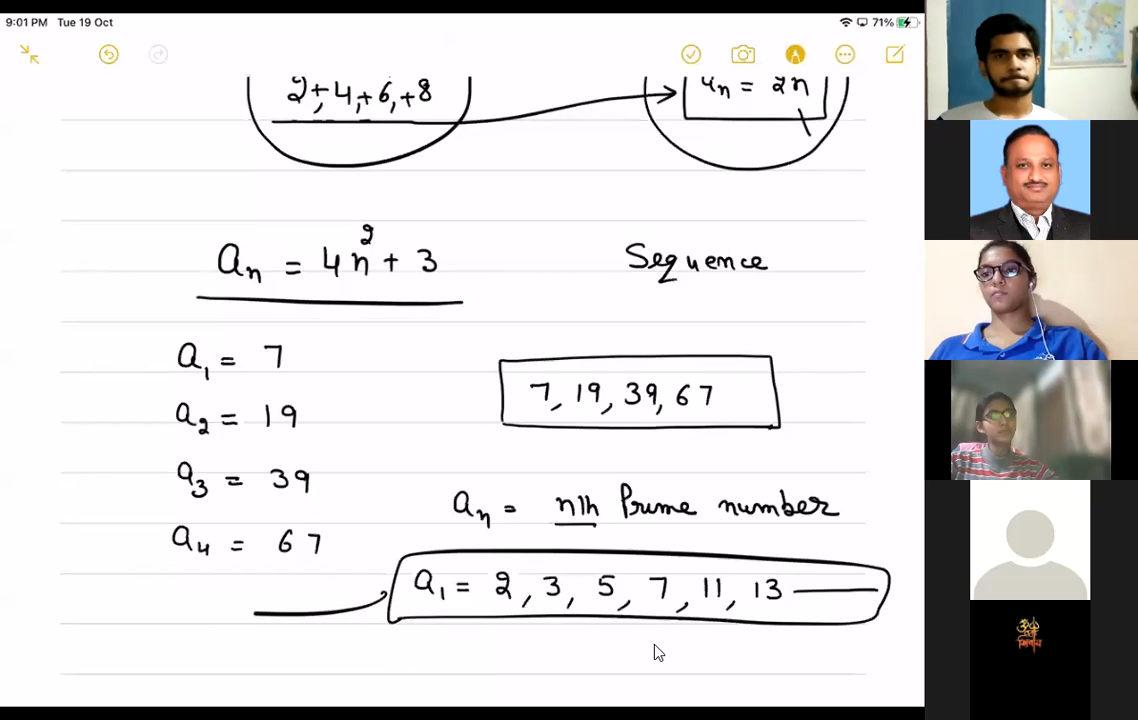 9:01 PM Tue 19 Oct
71%
2+, 4, +6, +8
an = 2n
an = 4n² + 3
Sequence
a1 = 7
7, 19, 39, 67
a2 = 19
a3 = 39
an = nth Prime number
a4 = 67
a1 = 2, 3, 5, 7, 11, 13 —
ॐ